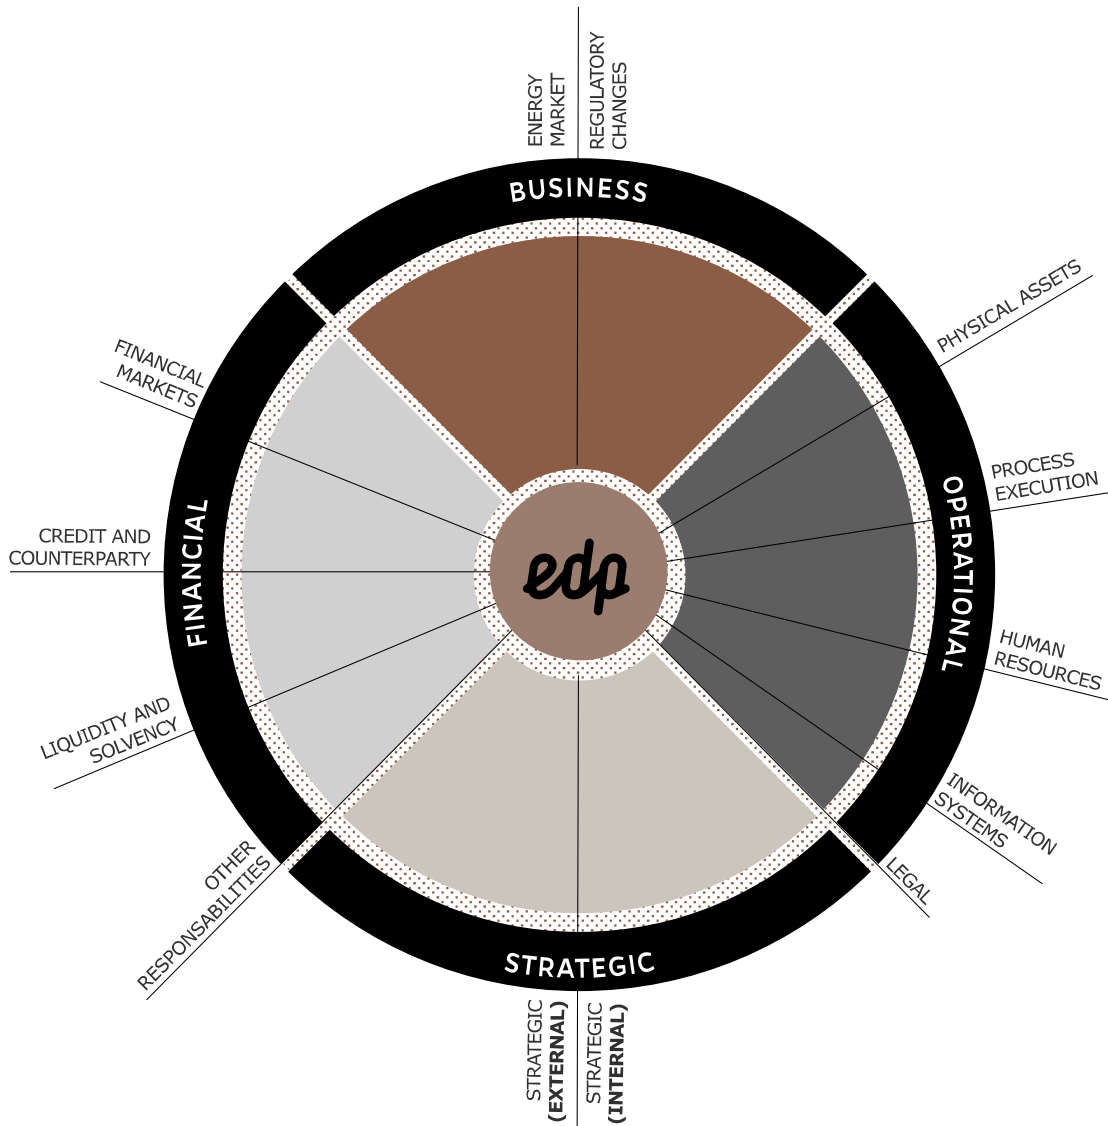 ENERGY
MARKET
REGULATORY
CHANGES
BUSINESS
PHYSICAL ASSETS
PROCESS
EXECUTION
OPERATIONAL
HUMAN
RESOURCES
INFORMATION
SYSTEMS
LEGAL
STRATEGIC
STRATEGIC
(INTERNAL)
STRATEGIC
(EXTERNAL)
OTHER
RESPONSABILITIES
LIQUIDITY AND
SOLVENCY
FINANCIAL
CREDIT AND
COUNTERPARTY
FINANCIAL
MARKETS
edp